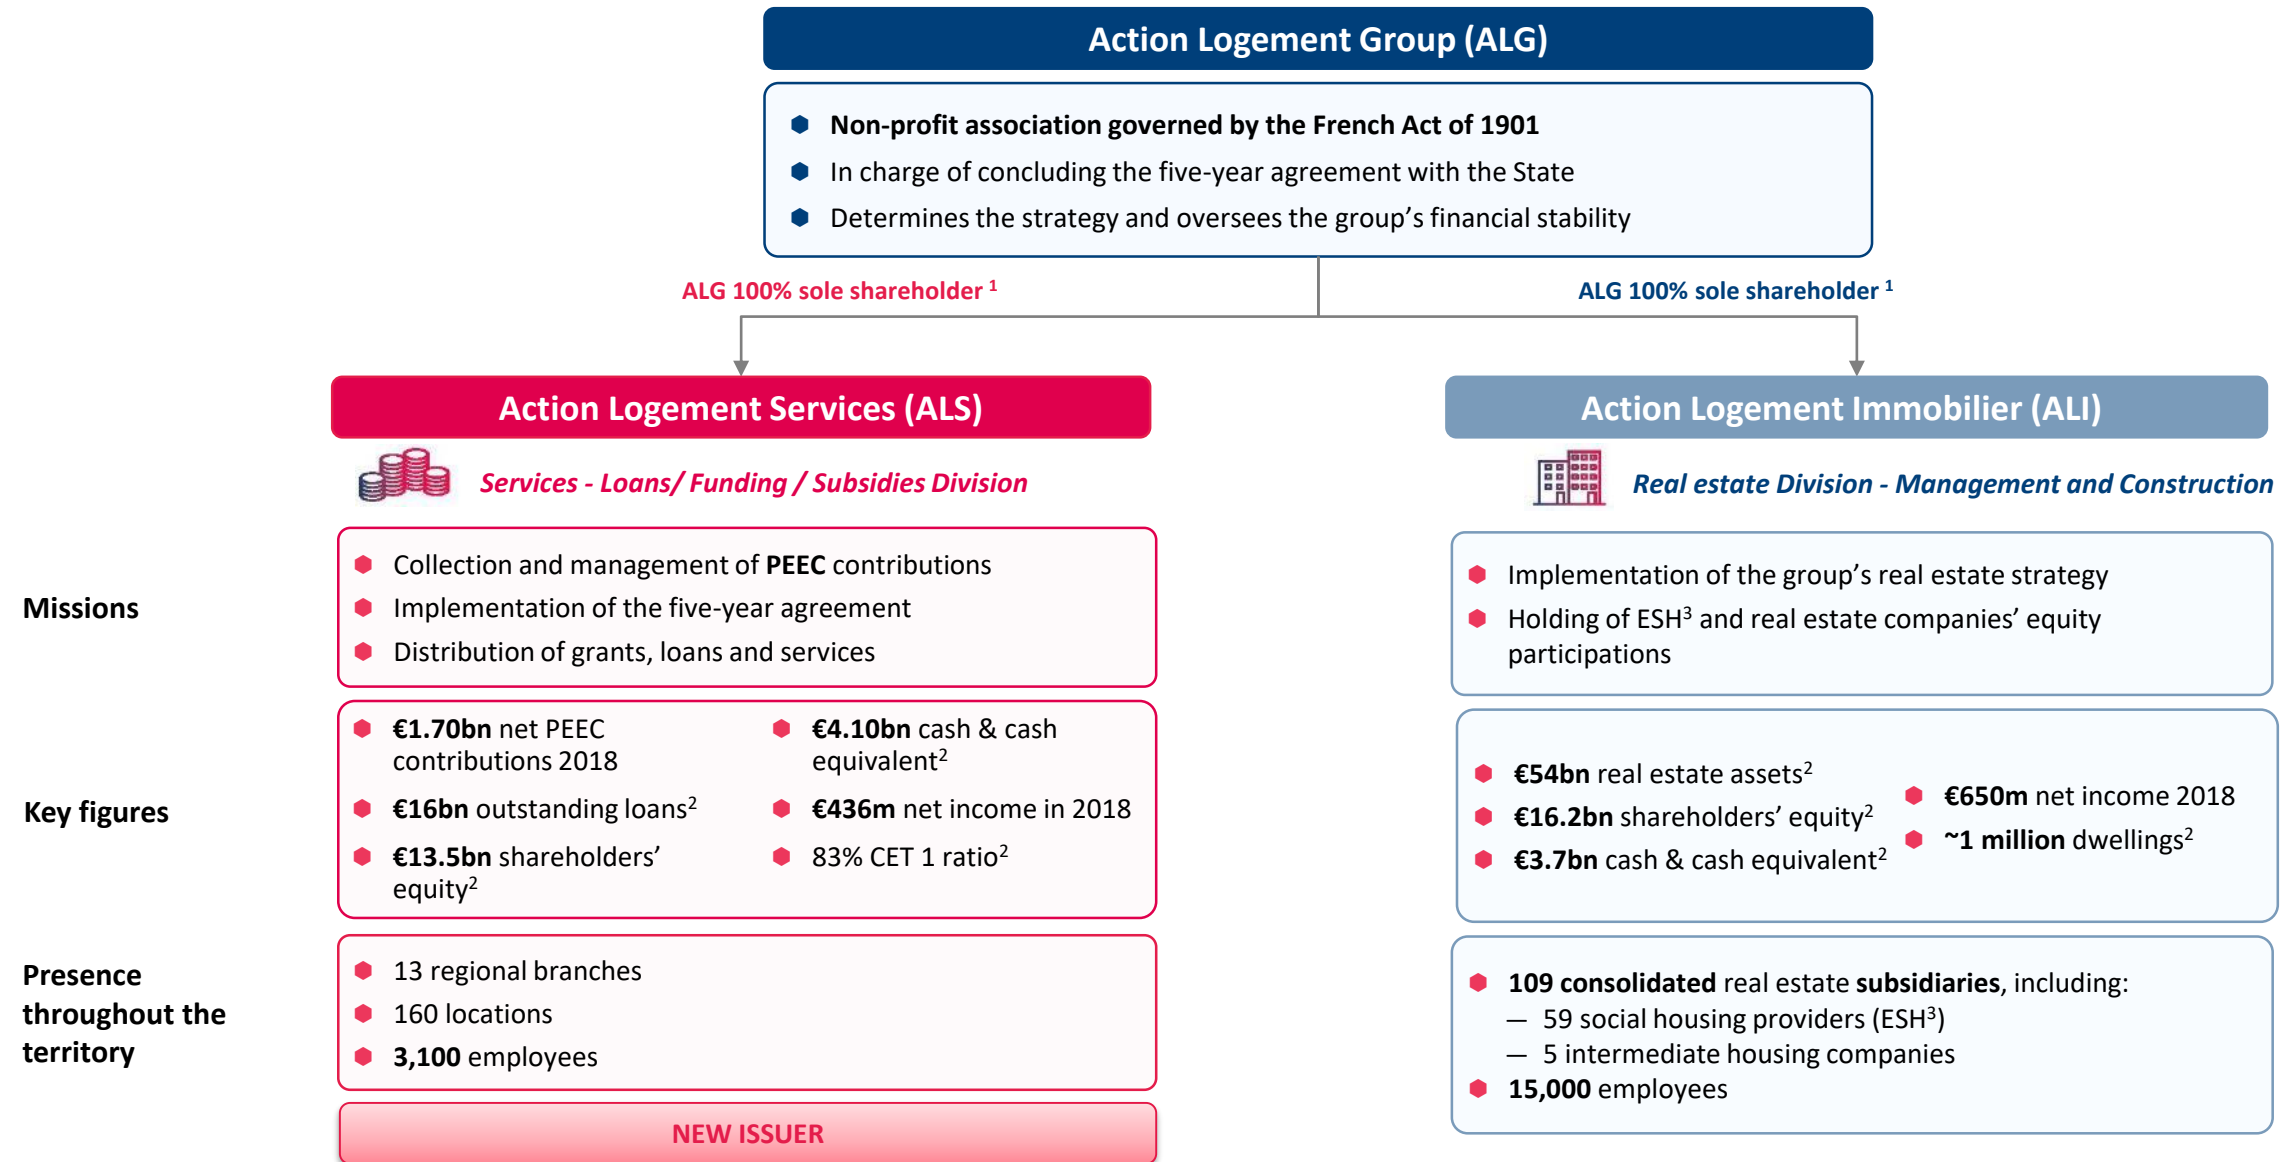 Action Logement Group (ALG)
Non-profit association governed by the French Act of 1901
In charge of concluding the five-year agreement with the State
Determines the strategy and oversees the group’s financial stability
ALG 100% sole shareholder ¹
ALG 100% sole shareholder ¹
Action Logement Services (ALS)
Services - Loans/ Funding / Subsidies Division
Action Logement Immobilier (ALI)
Real estate Division - Management and Construction
Missions
Collection and management of PEEC contributions
Implementation of the five-year agreement
Distribution of grants, loans and services
Implementation of the group’s real estate strategy
Holding of ESH³ and real estate companies’ equity
participations
Key figures
€1.70bn net PEEC
contributions 2018
€16bn outstanding loans²
€13.5bn shareholders’
equity²
€4.10bn cash & cash
equivalent²
€436m net income in 2018
83% CET 1 ratio²
€54bn real estate assets²
€16.2bn shareholders’ equity²
€3.7bn cash & cash equivalent²
€650m net income 2018
~1 million dwellings²
Presence
throughout the
territory
13 regional branches
160 locations
3,100 employees
109 consolidated real estate subsidiaries, including:
— 59 social housing providers (ESH³)
— 5 intermediate housing companies
15,000 employees
NEW ISSUER